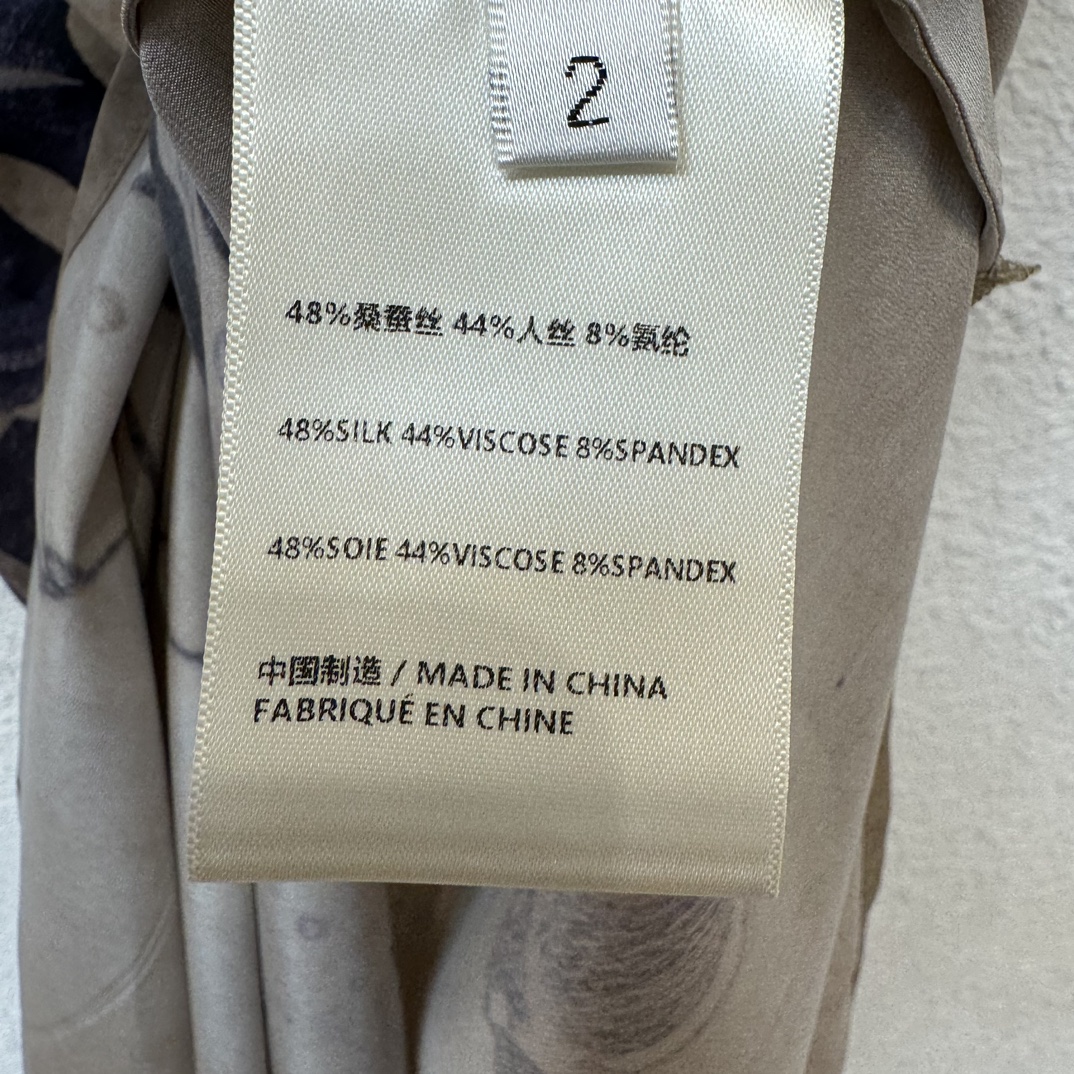 2
48%桑蚕丝 44%人丝 8%氨纶
48%SILK 44%VISCOSE 8%SPANDEX
48%SOIE 44%VISCOSE 8%SPANDEX
中国制造 / MADE IN CHINA
FABRIQUÉ EN CHINE